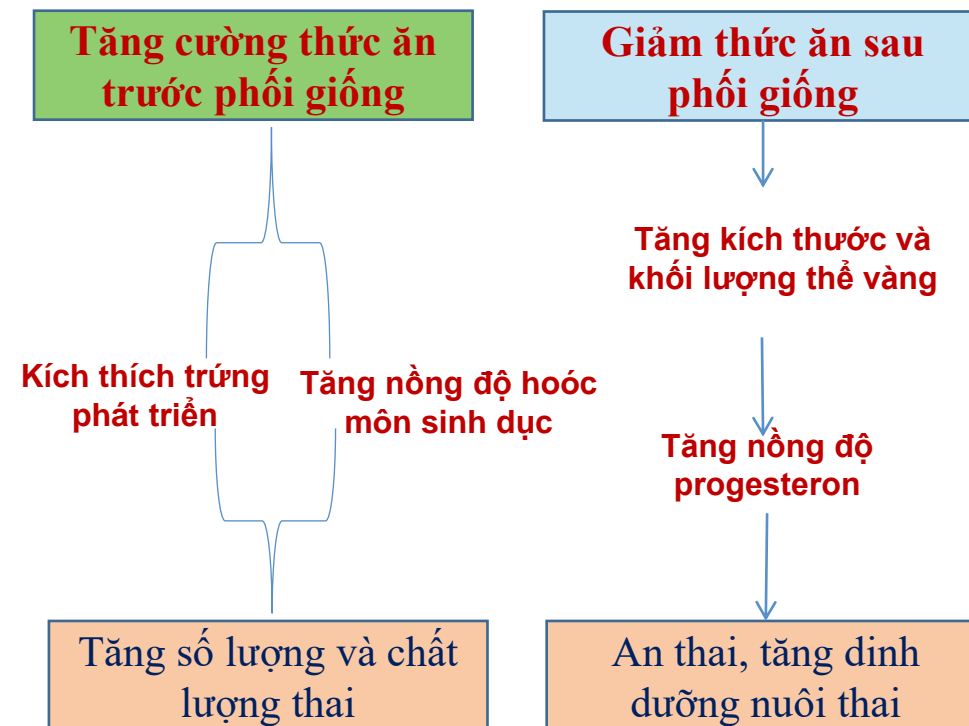 Tăng cường thức ăn
trước phối giống
Giảm thức ăn sau
phối giống
Tăng kích thước và
khối lượng thể vàng
Kích thích trứng
phát triển
Tăng nồng độ hoóc
môn sinh dục
Tăng nồng độ
progesteron
Tăng số lượng và chất
lượng thai
An thai, tăng dinh
dưỡng nuôi thai